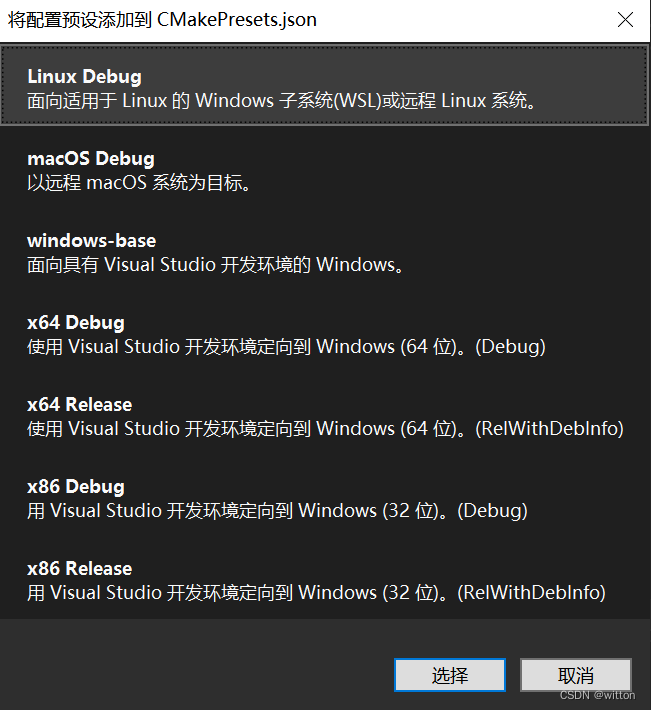 将配置预设添加到 CMakePresets.json
Linux Debug
面向适用于 Linux 的 Windows 子系统(WSL)或远程 Linux 系统。
macOS Debug
以远程 macOS 系统为目标。
windows-base
面向具有 Visual Studio 开发环境的 Windows。
x64 Debug
使用 Visual Studio 开发环境定向到 Windows (64 位)。(Debug)
x64 Release
使用 Visual Studio 开发环境定向到 Windows (64 位)。(RelWithDebInfo)
x86 Debug
用 Visual Studio 开发环境定向到 Windows (32 位)。(Debug)
x86 Release
用 Visual Studio 开发环境定向到 Windows (32 位)。(RelWithDebInfo)
选择 取消
CSDN @witton